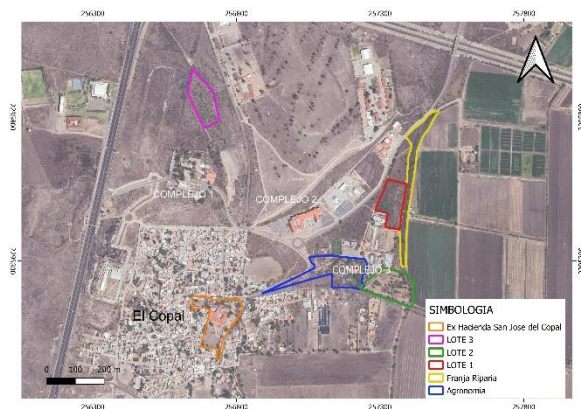 256300 256800 257300 257800
COMPLEJO 1
COMPLEJO 2
COMPLEJO 3
El Copal
SIMBOLOGIA
Ex Hacienda San Jose del Copal
LOTE 3
LOTE 2
LOTE 1
Franja Riparia
Agronomia
0 100 200 m
256300 256800 257300 257800